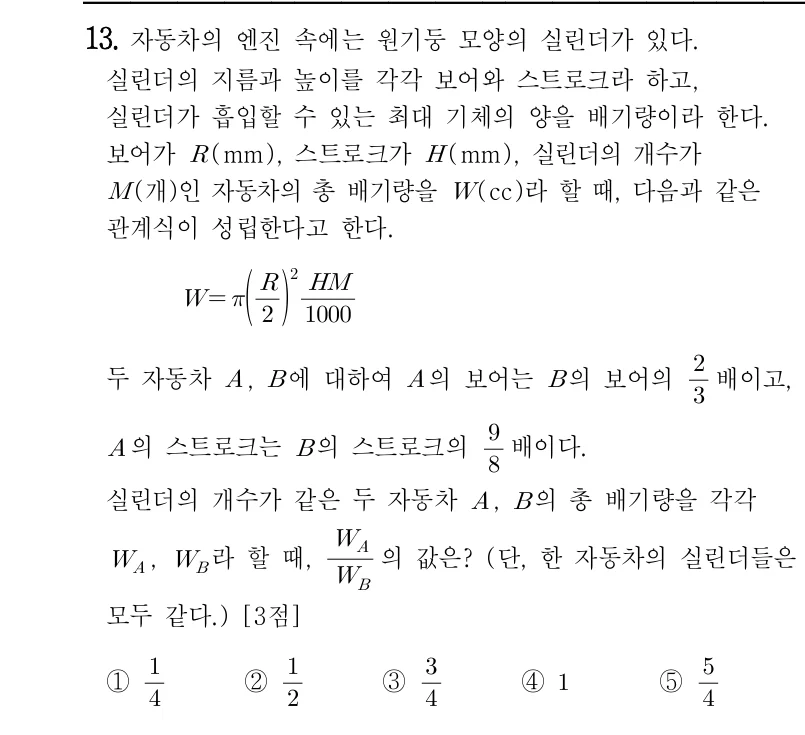 13. 자동차의 엔진 속에는 원기둥 모양의 실린더가 있다.
실린더의 지름과 높이를 각각 보어와 스트로크라 하고,
실린더가 흡입할 수 있는 최대 기체의 양을 배기량이라 한다.
보어가 R(mm), 스트로크가 H(mm), 실린더의 개수가
M(개)인 자동차의 총 배기량을 W(cc)라 할 때, 다음과 같은
관계식이 성립한다고 한다.
W=π(R/2)² HM/1000
두 자동차 A, B에 대하여 A의 보어는 B의 보어의 2/3배이고,
A의 스트로크는 B의 스트로크의 9/8배이다.
실린더의 개수가 같은 두 자동차 A, B의 총 배기량을 각각
W_A, W_B라 할 때, W_A/W_B의 값은? (단, 한 자동차의 실린더들은
모두 같다.) [3점]
① 1/4 ② 1/2 ③ 3/4 ④ 1 ⑤ 5/4